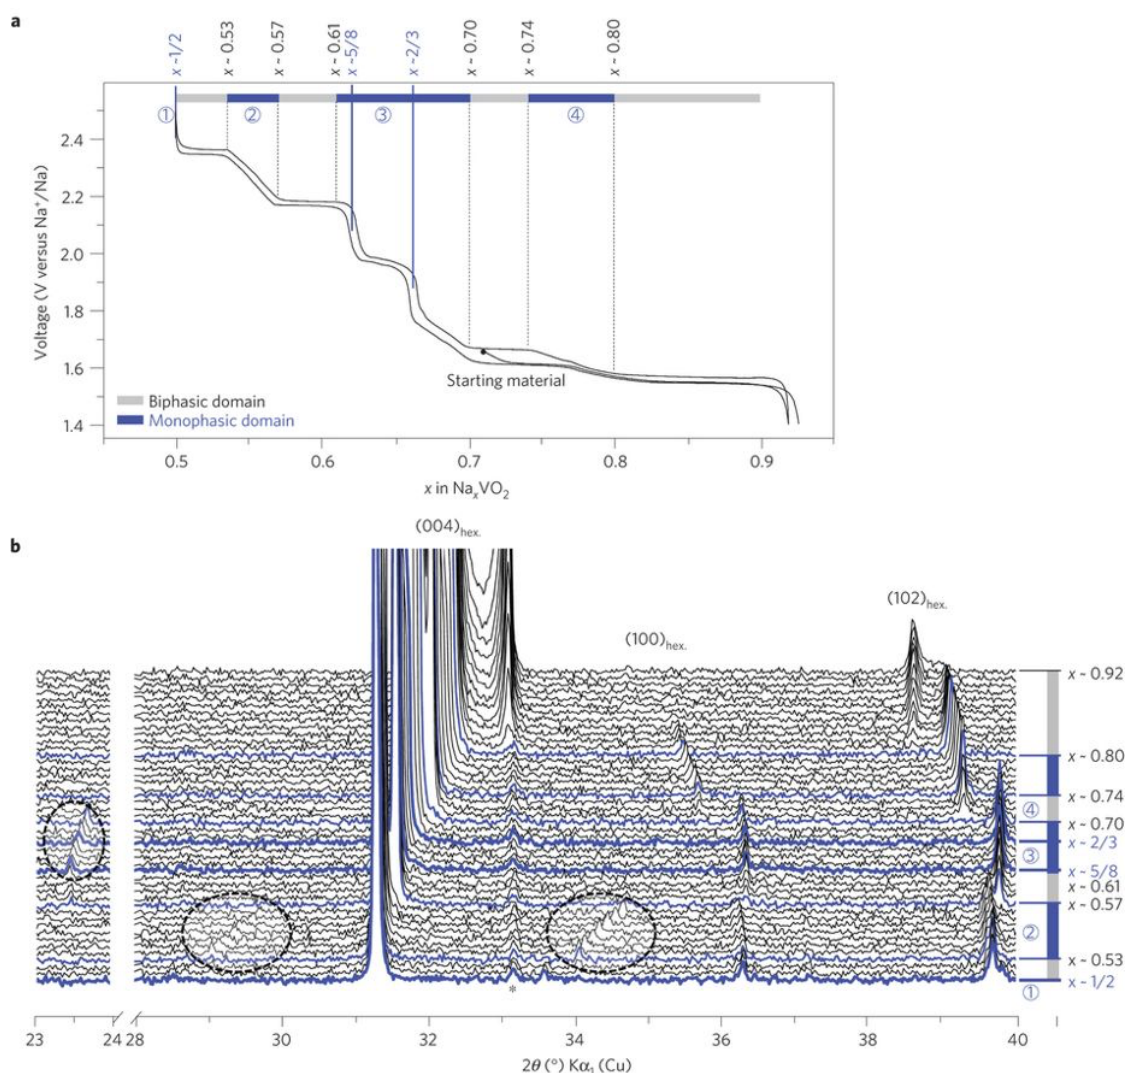 a
x ~1/2
x ~ 0.53
x ~ 0.57
x ~ 0.61
x ~5/8
x ~2/3
x ~ 0.70
x ~ 0.74
x ~ 0.80
① ② ③ ④
2.4
2.2
2.0
1.8
1.6
1.4
Voltage (V versus Na⁺/Na)
Starting material
Biphasic domain
Monophasic domain
0.5 0.6 0.7 0.8 0.9
x in NaₓVO₂
b
(004)hex.
(100)hex.
(102)hex.
x ~ 0.92
x ~ 0.80
x ~ 0.74
④
x ~ 0.70
x ~ 2/3
③
x ~ 5/8
x ~ 0.61
x ~ 0.57
②
x ~ 0.53
x ~ 1/2
①
*
23 24 28 30 32 34 36 38 40
2θ (°) Kα₁ (Cu)